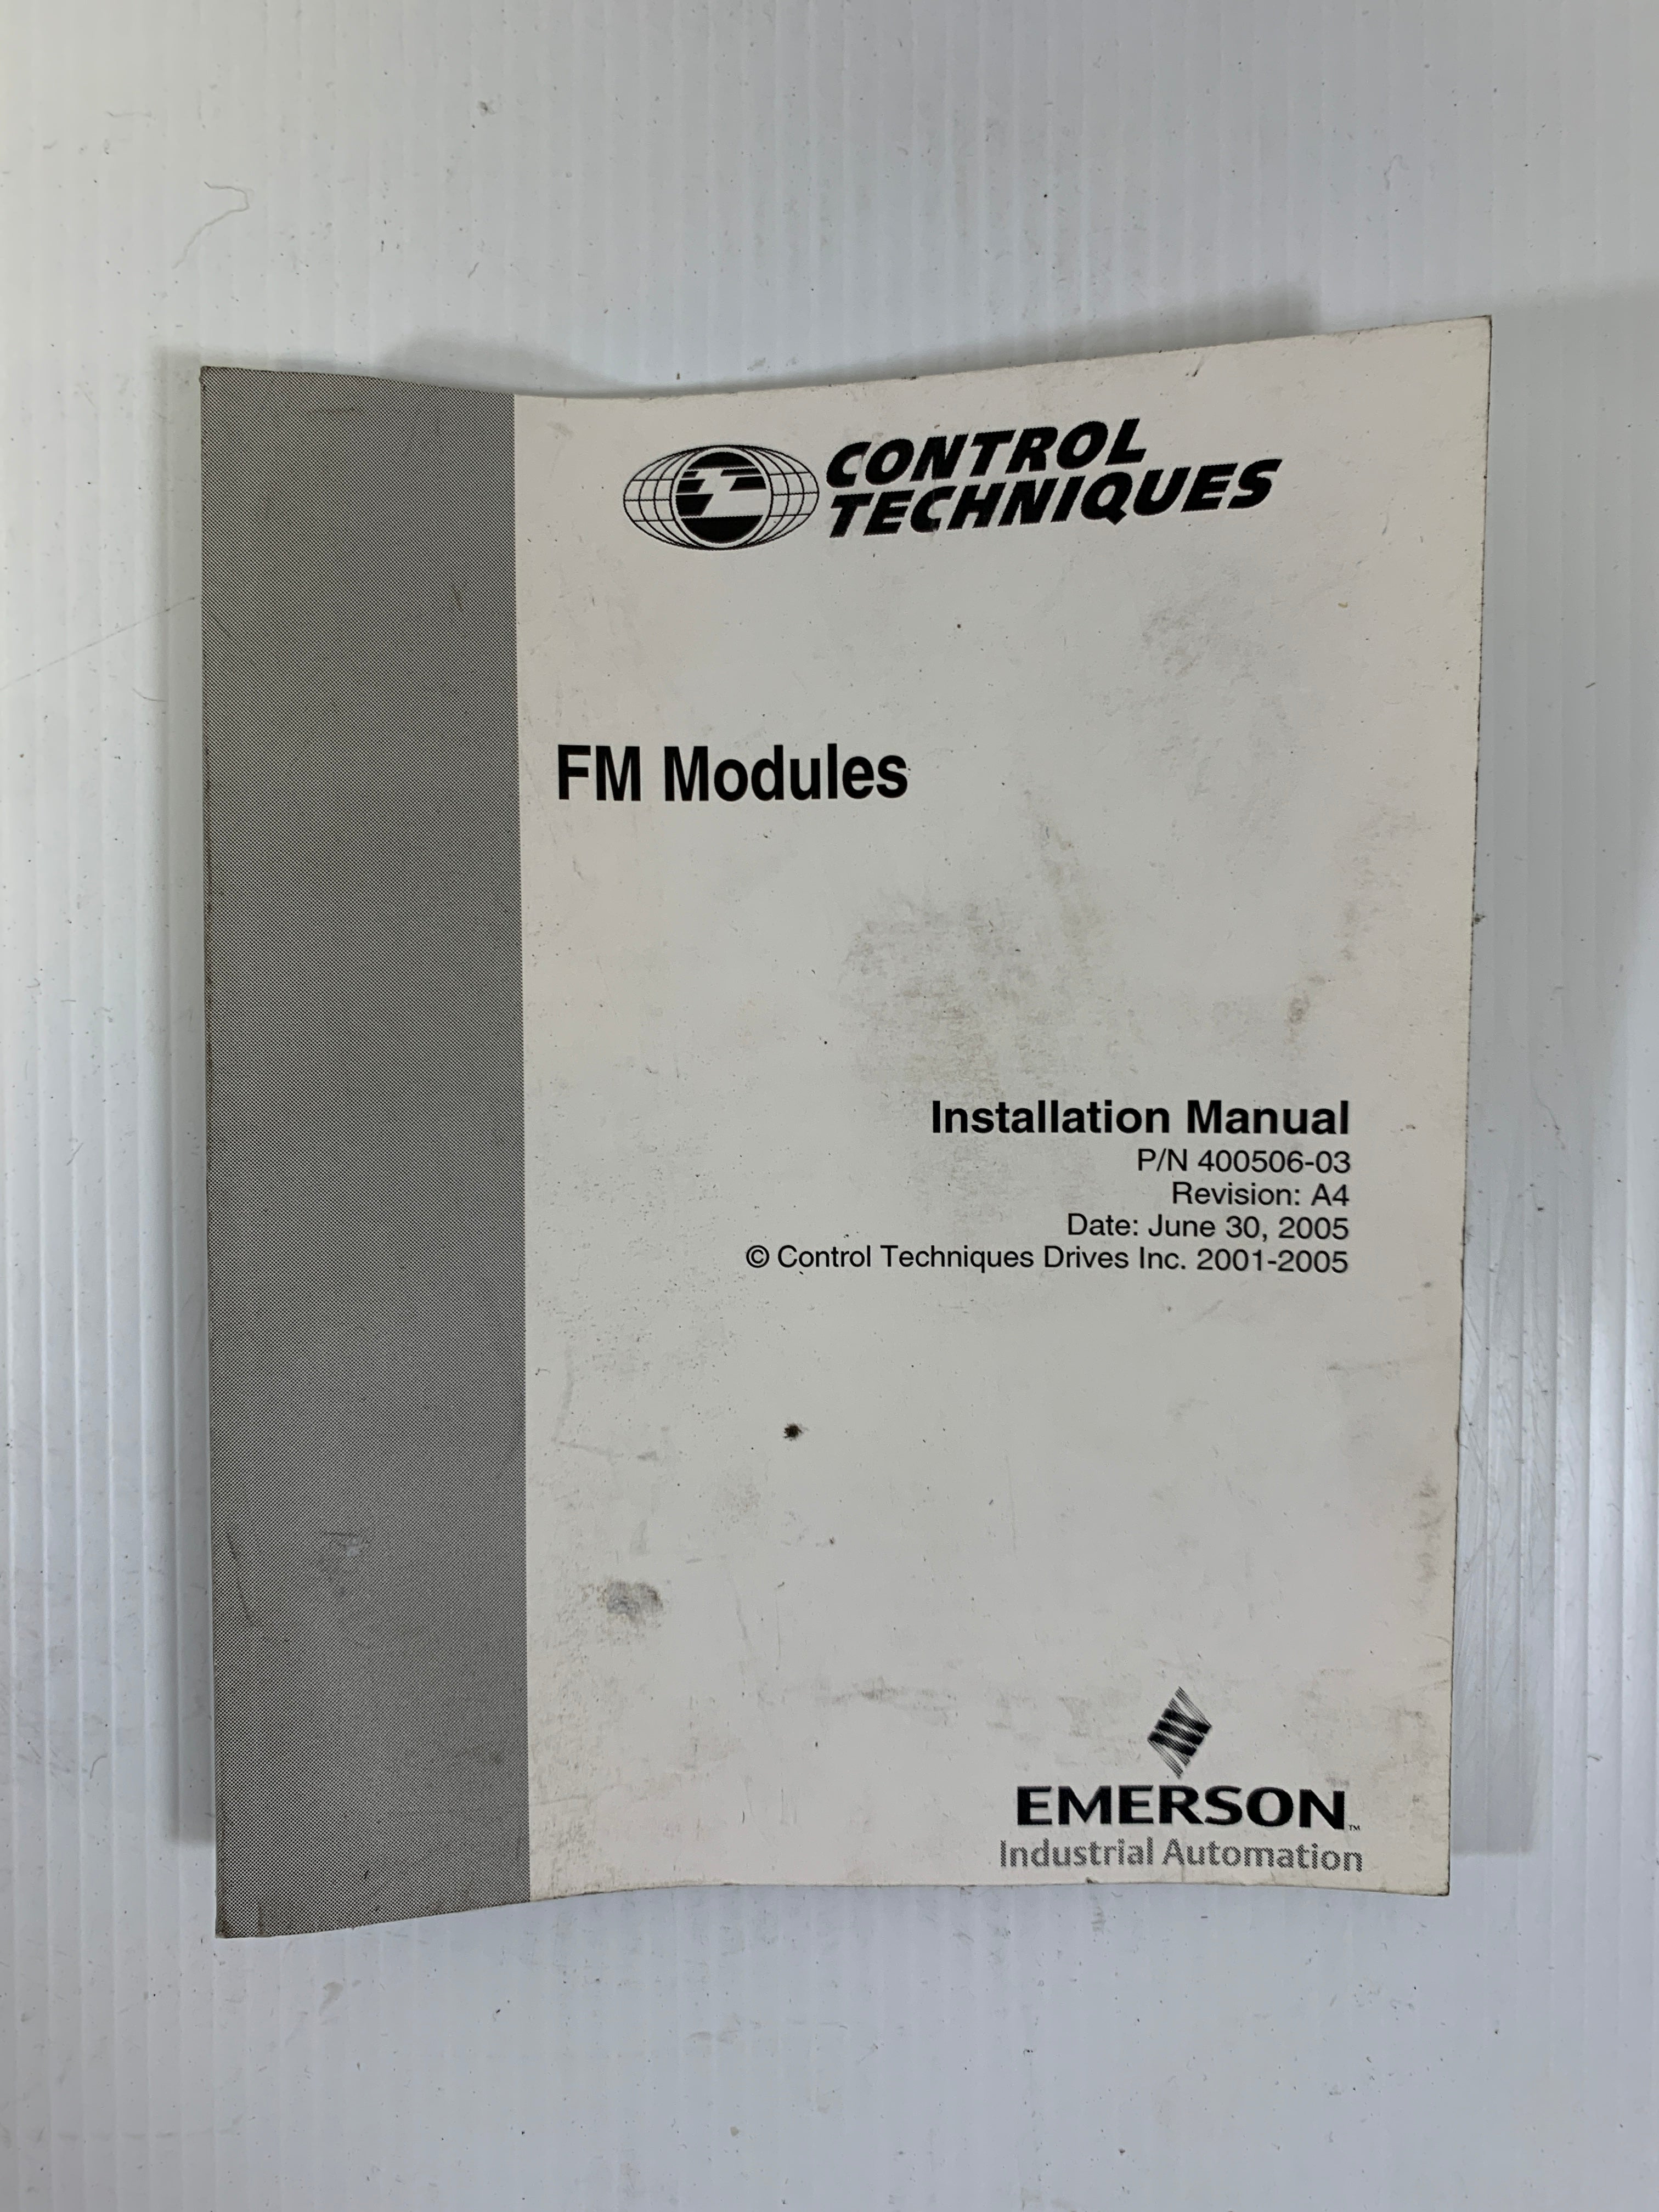 CONTROL
TECHNIQUES
FM Modules
Installation Manual
P/N 400506-03
Revision: A4
Date: June 30, 2005
© Control Techniques Drives Inc. 2001-2005
EMERSON™
Industrial Automation